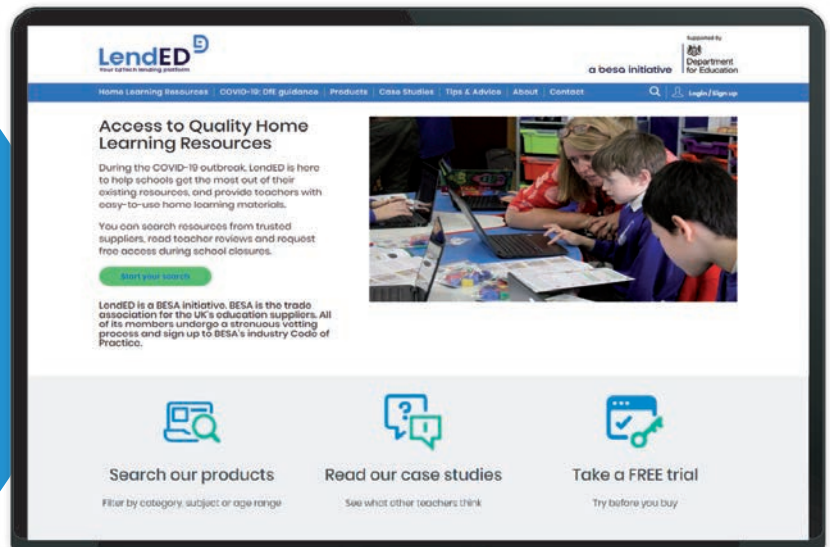 LendED
Your EdTech lending platform
a besa initiative
Supported by
Department
for Education
Home Learning Resources | COVID-19: DfE guidance | Products | Case Studies | Tips & Advice | About | Contact
Login / Sign up
Access to Quality Home
Learning Resources
During the COVID-19 outbreak, LendED is here
to help schools get the most out of their
existing resources, and provide teachers with
easy-to-use home learning materials.
You can search resources from trusted
suppliers, read teacher reviews and request
free access during school closures.
Start your search
LendED is a BESA initiative. BESA is the trade
association for the UK's education suppliers. All
of its members undergo a strenuous vetting
process and sign up to BESA's industry Code of
Practice.
Search our products
Filter by category, subject or age range
Read our case studies
See what other teachers think
Take a FREE trial
Try before you buy